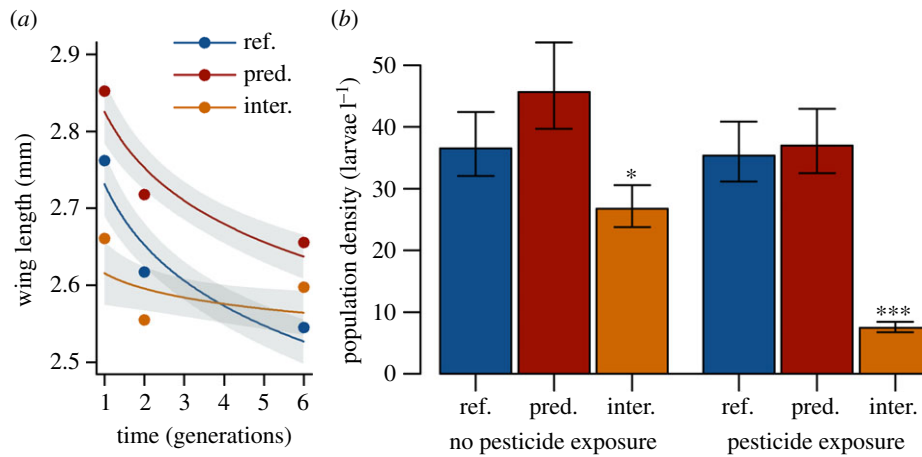 (a)
ref.
pred.
inter.
2.9
2.8
2.7
2.6
2.5
wing length (mm)
1 2 3 4 5 6
time (generations)
(b)
50
40
30
20
10
0
population density (larvae l⁻¹)
*
***
ref. pred. inter. ref. pred. inter.
no pesticide exposure pesticide exposure